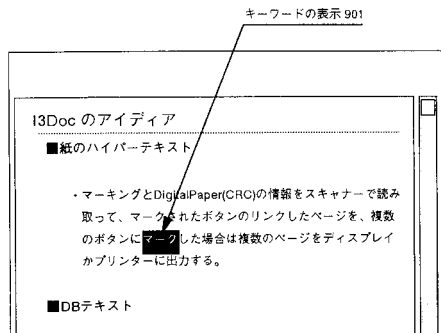 キーワードの表示 901
I3Doc のアイディア
■紙のハイパーテキスト
・マーキングとDigitalPaper(CRC)の情報をスキャナーで読み
取って、マークされたボタンのリンクしたページを、複数
のボタンにマークした場合は複数のページをディスプレイ
かプリンターに出力する。
■DBテキスト